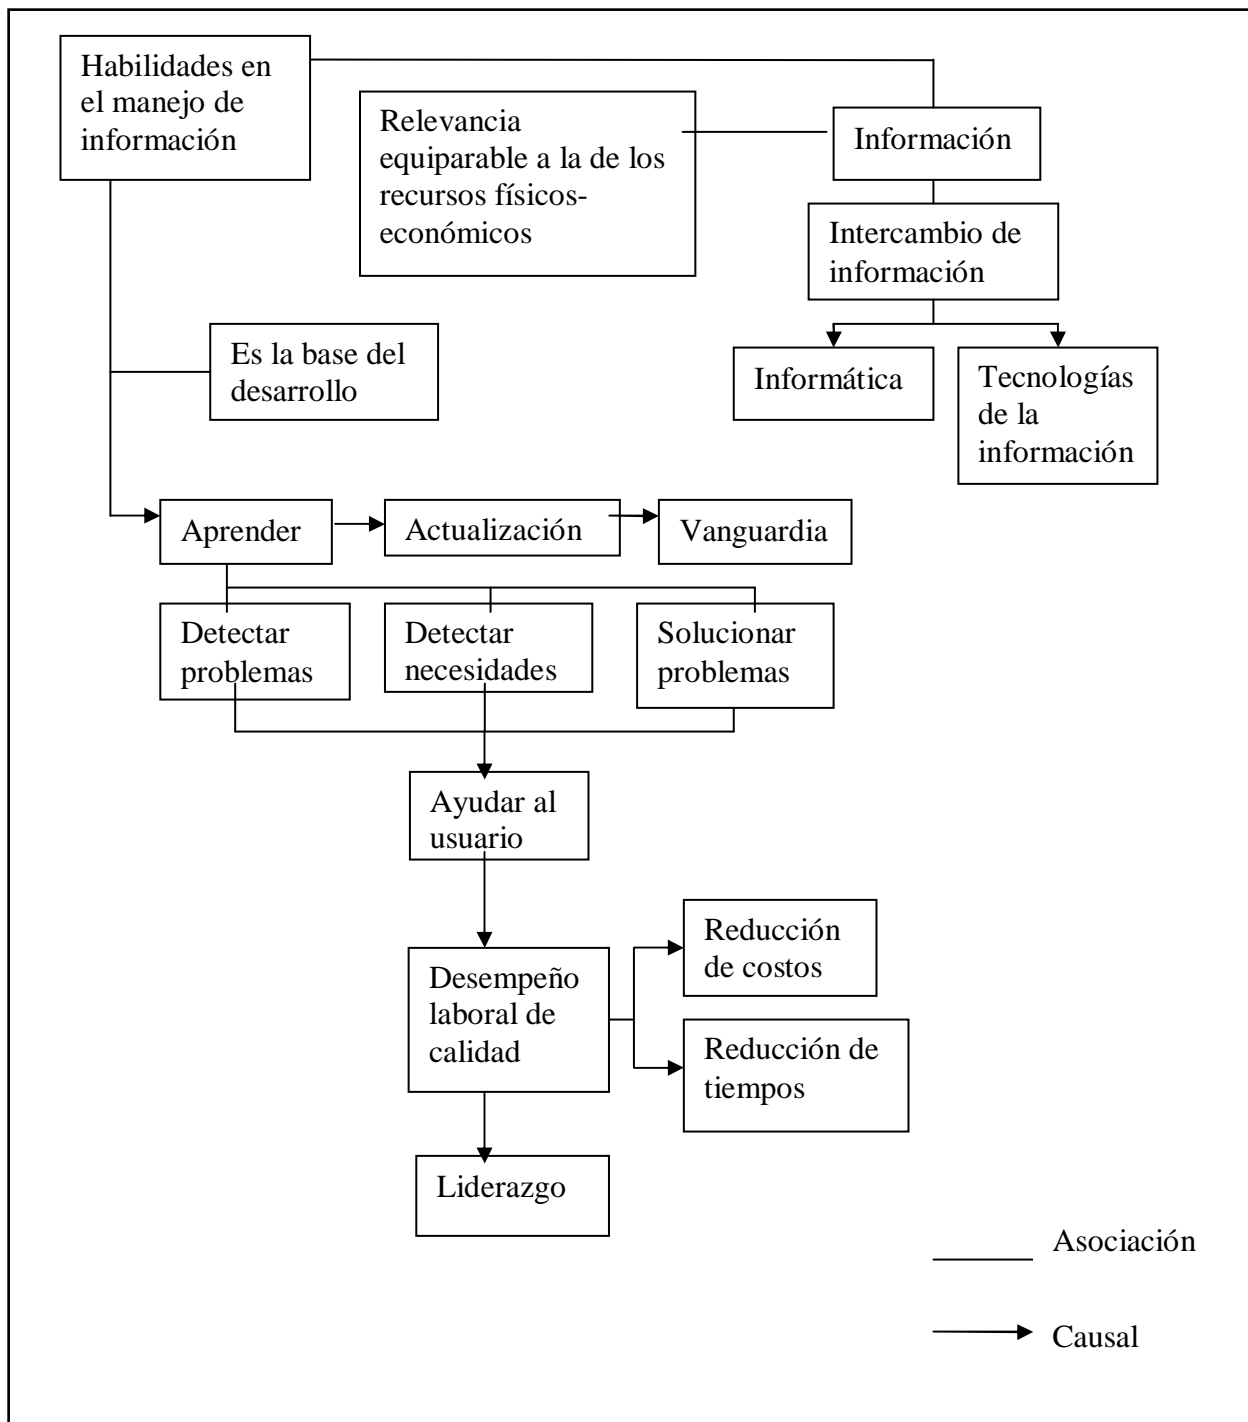 Habilidades en
el manejo de
información
Relevancia
equiparable a la de los
recursos físicos-
económicos
Información
Intercambio de
información
Informática
Tecnologías
de la
información
Es la base del
desarrollo
Aprender
Actualización
Vanguardia
Detectar
problemas
Detectar
necesidades
Solucionar
problemas
Ayudar al
usuario
Desempeño
laboral de
calidad
Reducción
de costos
Reducción de
tiempos
Liderazgo
Asociación
Causal